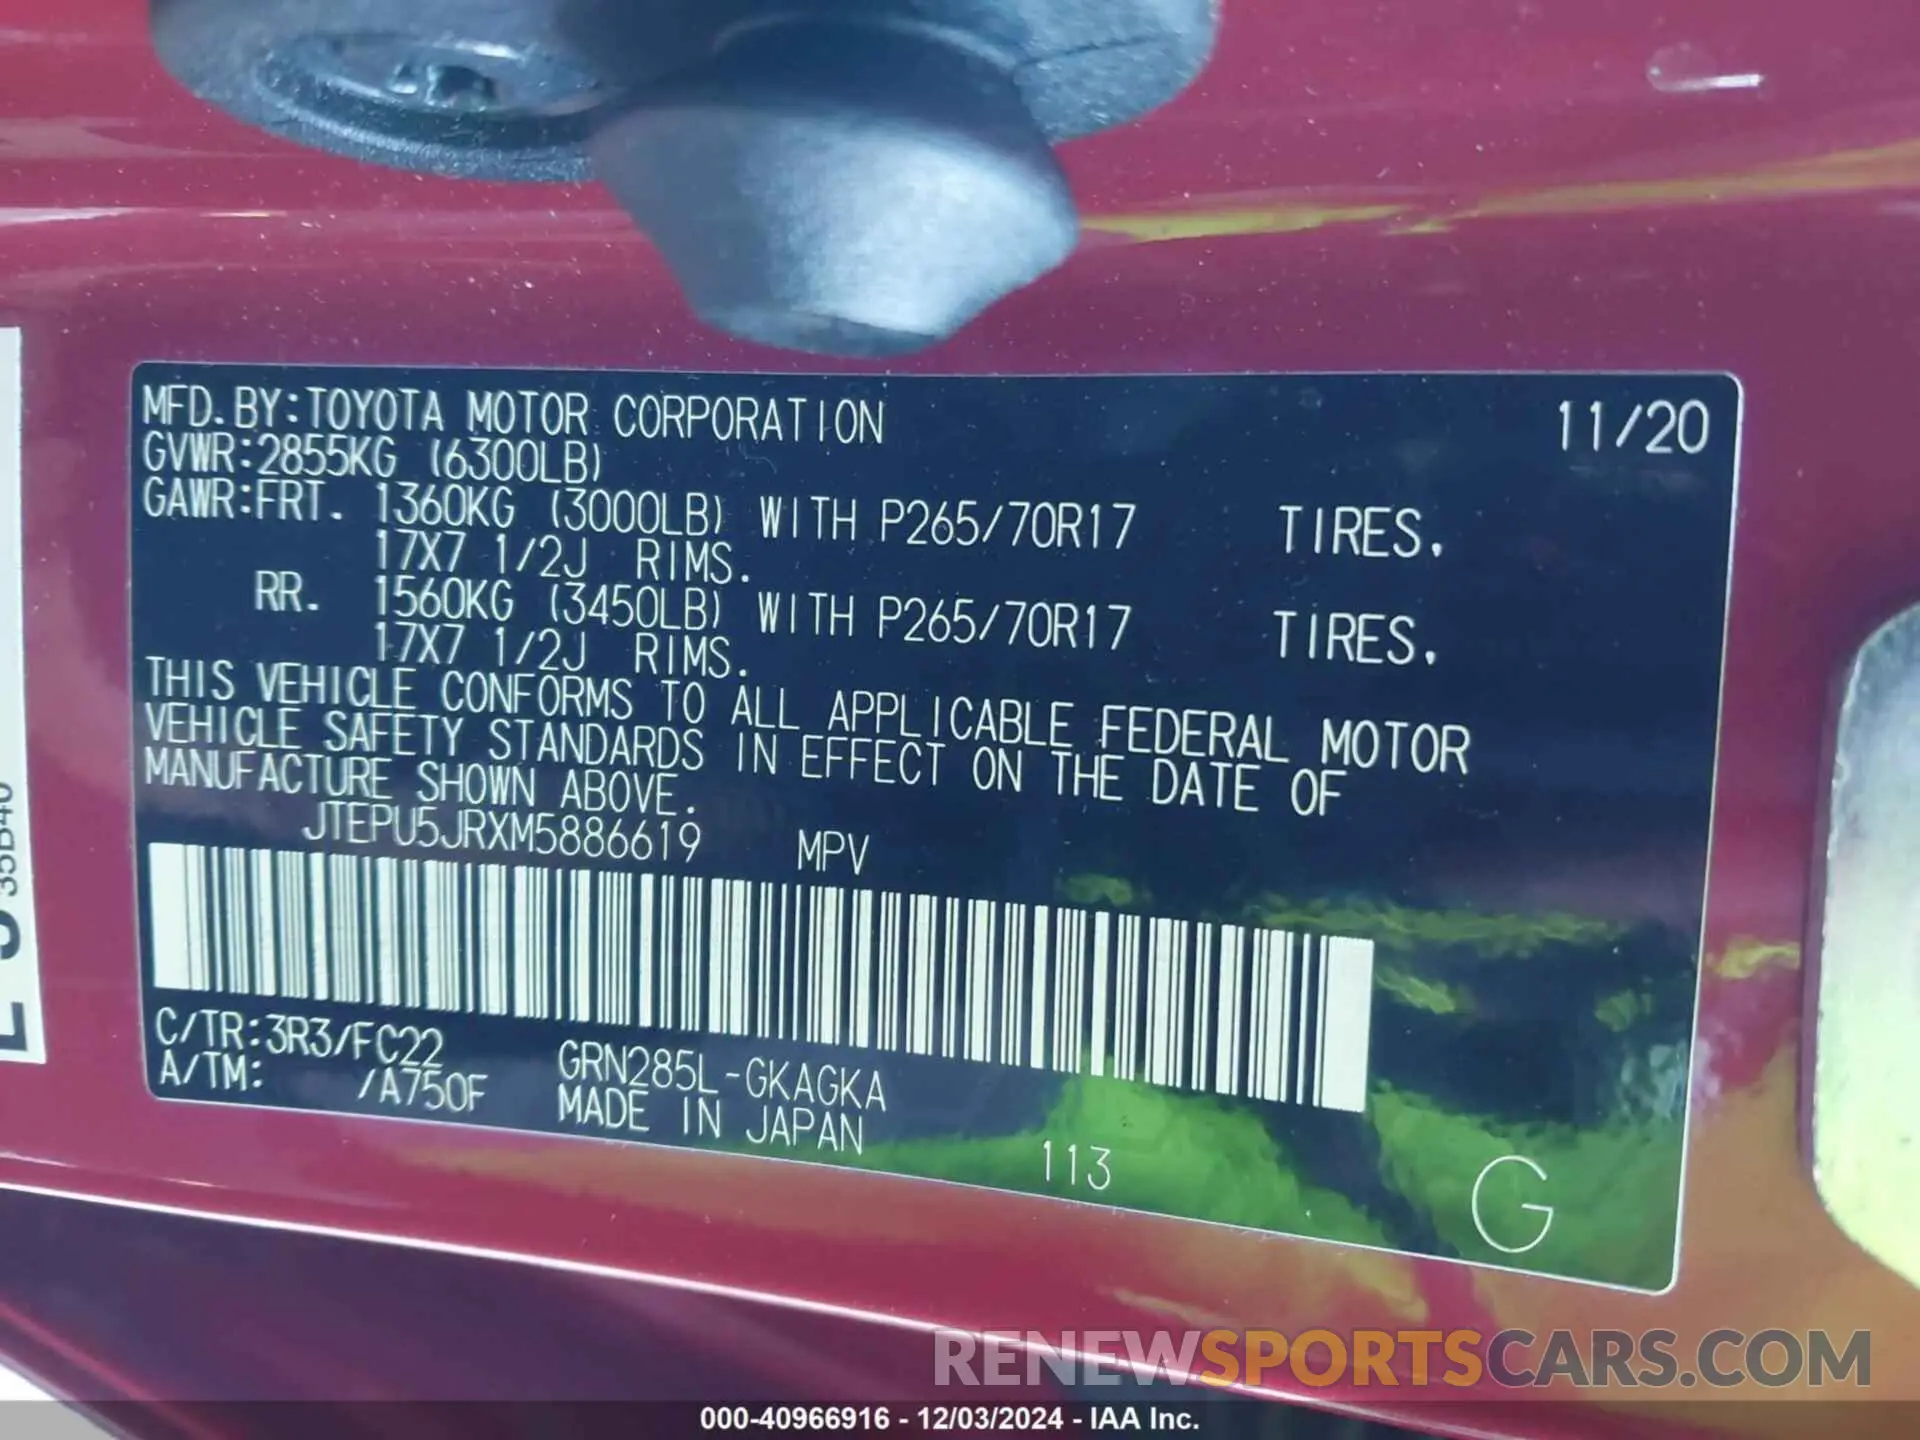 MFD.BY:TOYOTA MOTOR CORPORATION 11/20
GVWR:2855KG (6300LB)
GAWR:FRT. 1360KG (3000LB) WITH P265/70R17 TIRES.
17X7 1/2J RIMS.
RR. 1560KG (3450LB) WITH P265/70R17 TIRES.
17X7 1/2J RIMS.
THIS VEHICLE CONFORMS TO ALL APPLICABLE FEDERAL MOTOR
VEHICLE SAFETY STANDARDS IN EFFECT ON THE DATE OF
MANUFACTURE SHOWN ABOVE.
JTEPU5JRXM5886619 MPV
C/TR:3R3/FC22 GRN285L-GKAGKA
A/TM: /A750F MADE IN JAPAN
113
G
RENEWSPORTSCARS.COM
000-40966916 - 12/03/2024 - IAA Inc.